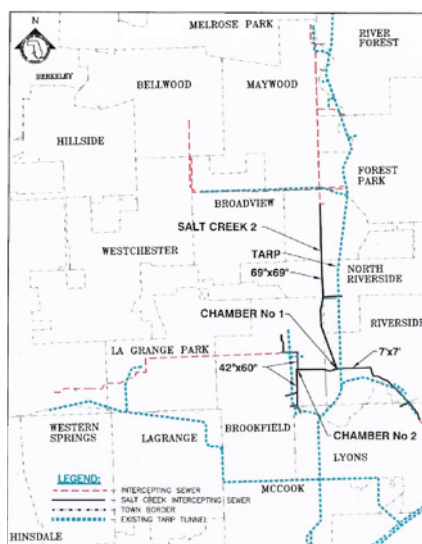 N
MELROSE PARK
RIVER
FOREST
BERKELEY
BELLWOOD
MAYWOOD
HILLSIDE
FOREST
PARK
BROADVIEW
SALT CREEK 2
WESTCHESTER
TARP
69"x69"
NORTH
RIVERSIDE
CHAMBER No 1
RIVERSIDE
LA GRANGE PARK
7'x7'
42"x60"
WESTERN
SPRINGS
LAGRANGE
BROOKFIELD
CHAMBER No 2
LYONS
LEGEND:
INTERCEPTING SEWER
SALT CREEK INTERCEPTING SEWER
TOWN BORDER
EXISTING TARP TUNNEL
MCCOOK
HINSDALE